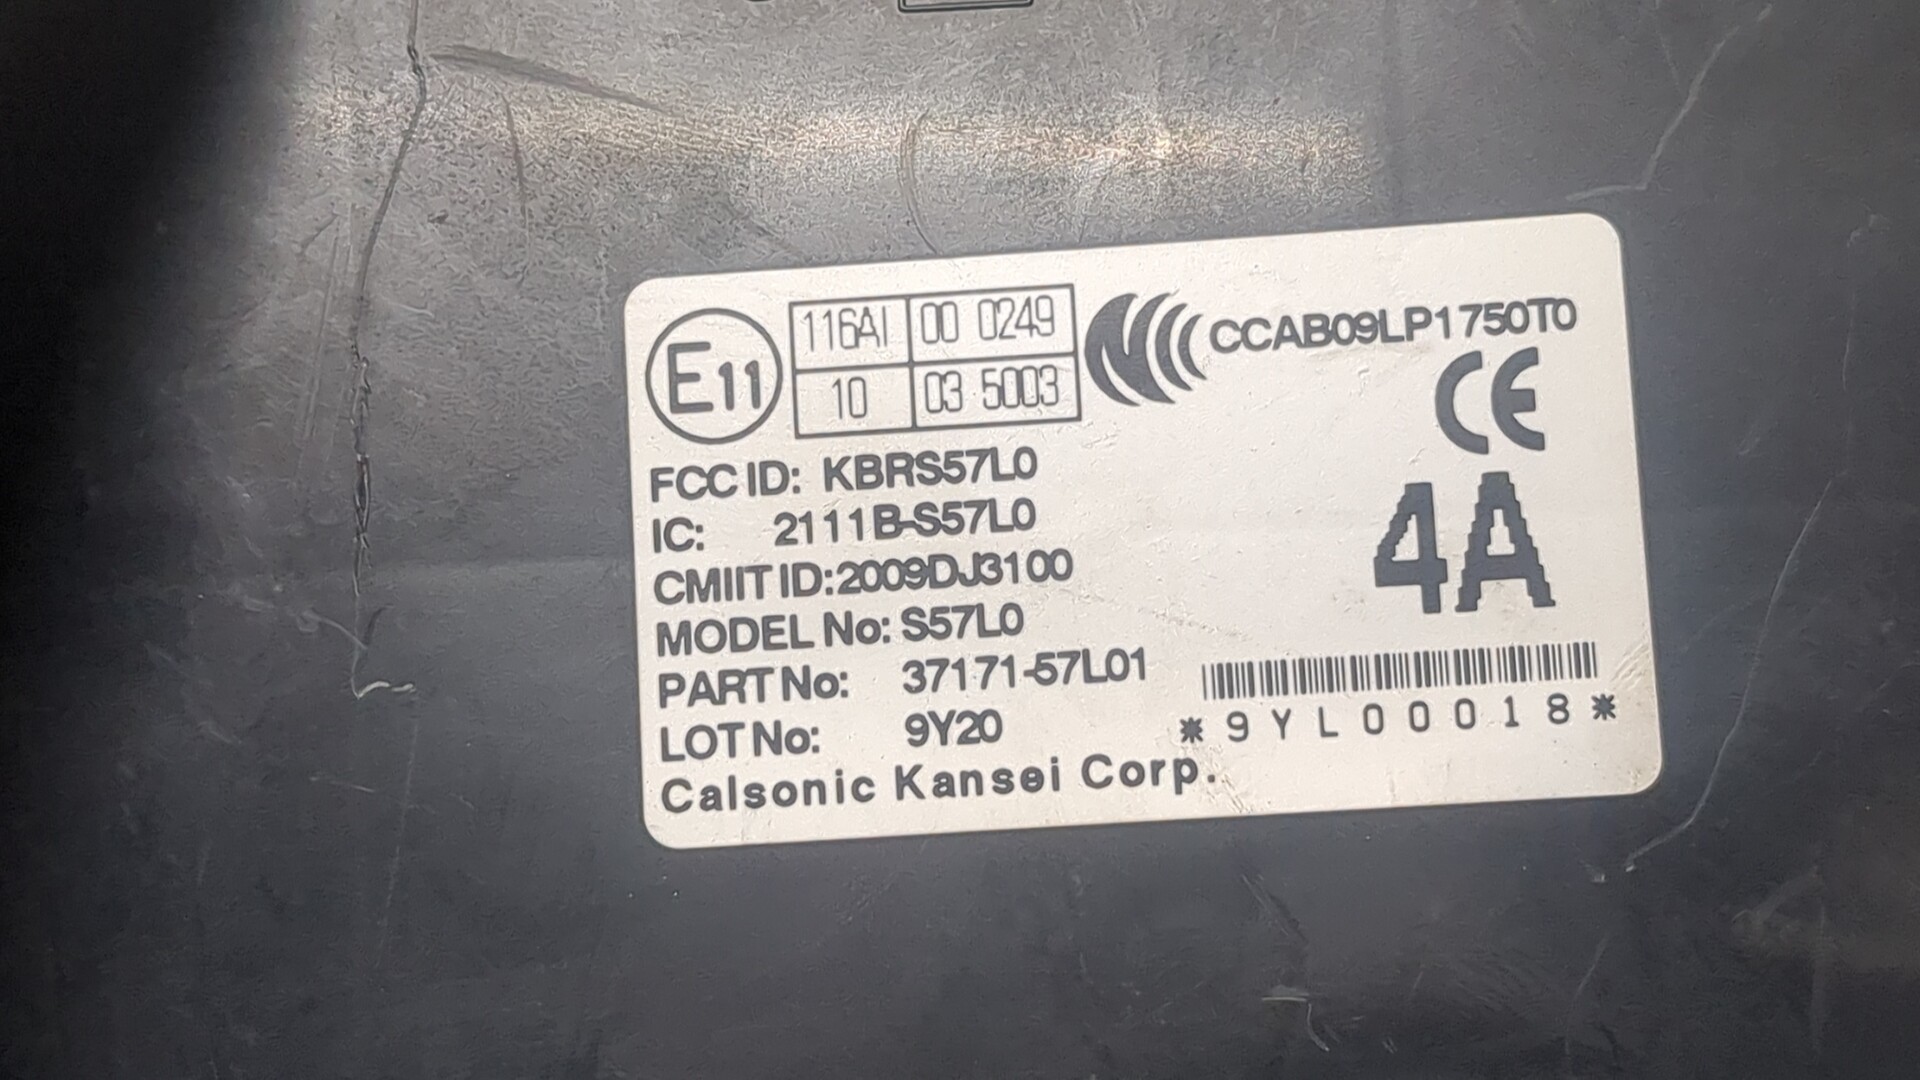 E11 116AI 00 0249
10 03 5003
CCAB09LP1750T0
CE
FCC ID: KBRS57L0
IC: 2111B-S57L0
CMIIT ID:2009DJ3100
MODEL No: S57L0
4A
PART No: 37171-57L01
LOT No: 9Y20
*9YL00018*
Calsonic Kansei Corp.